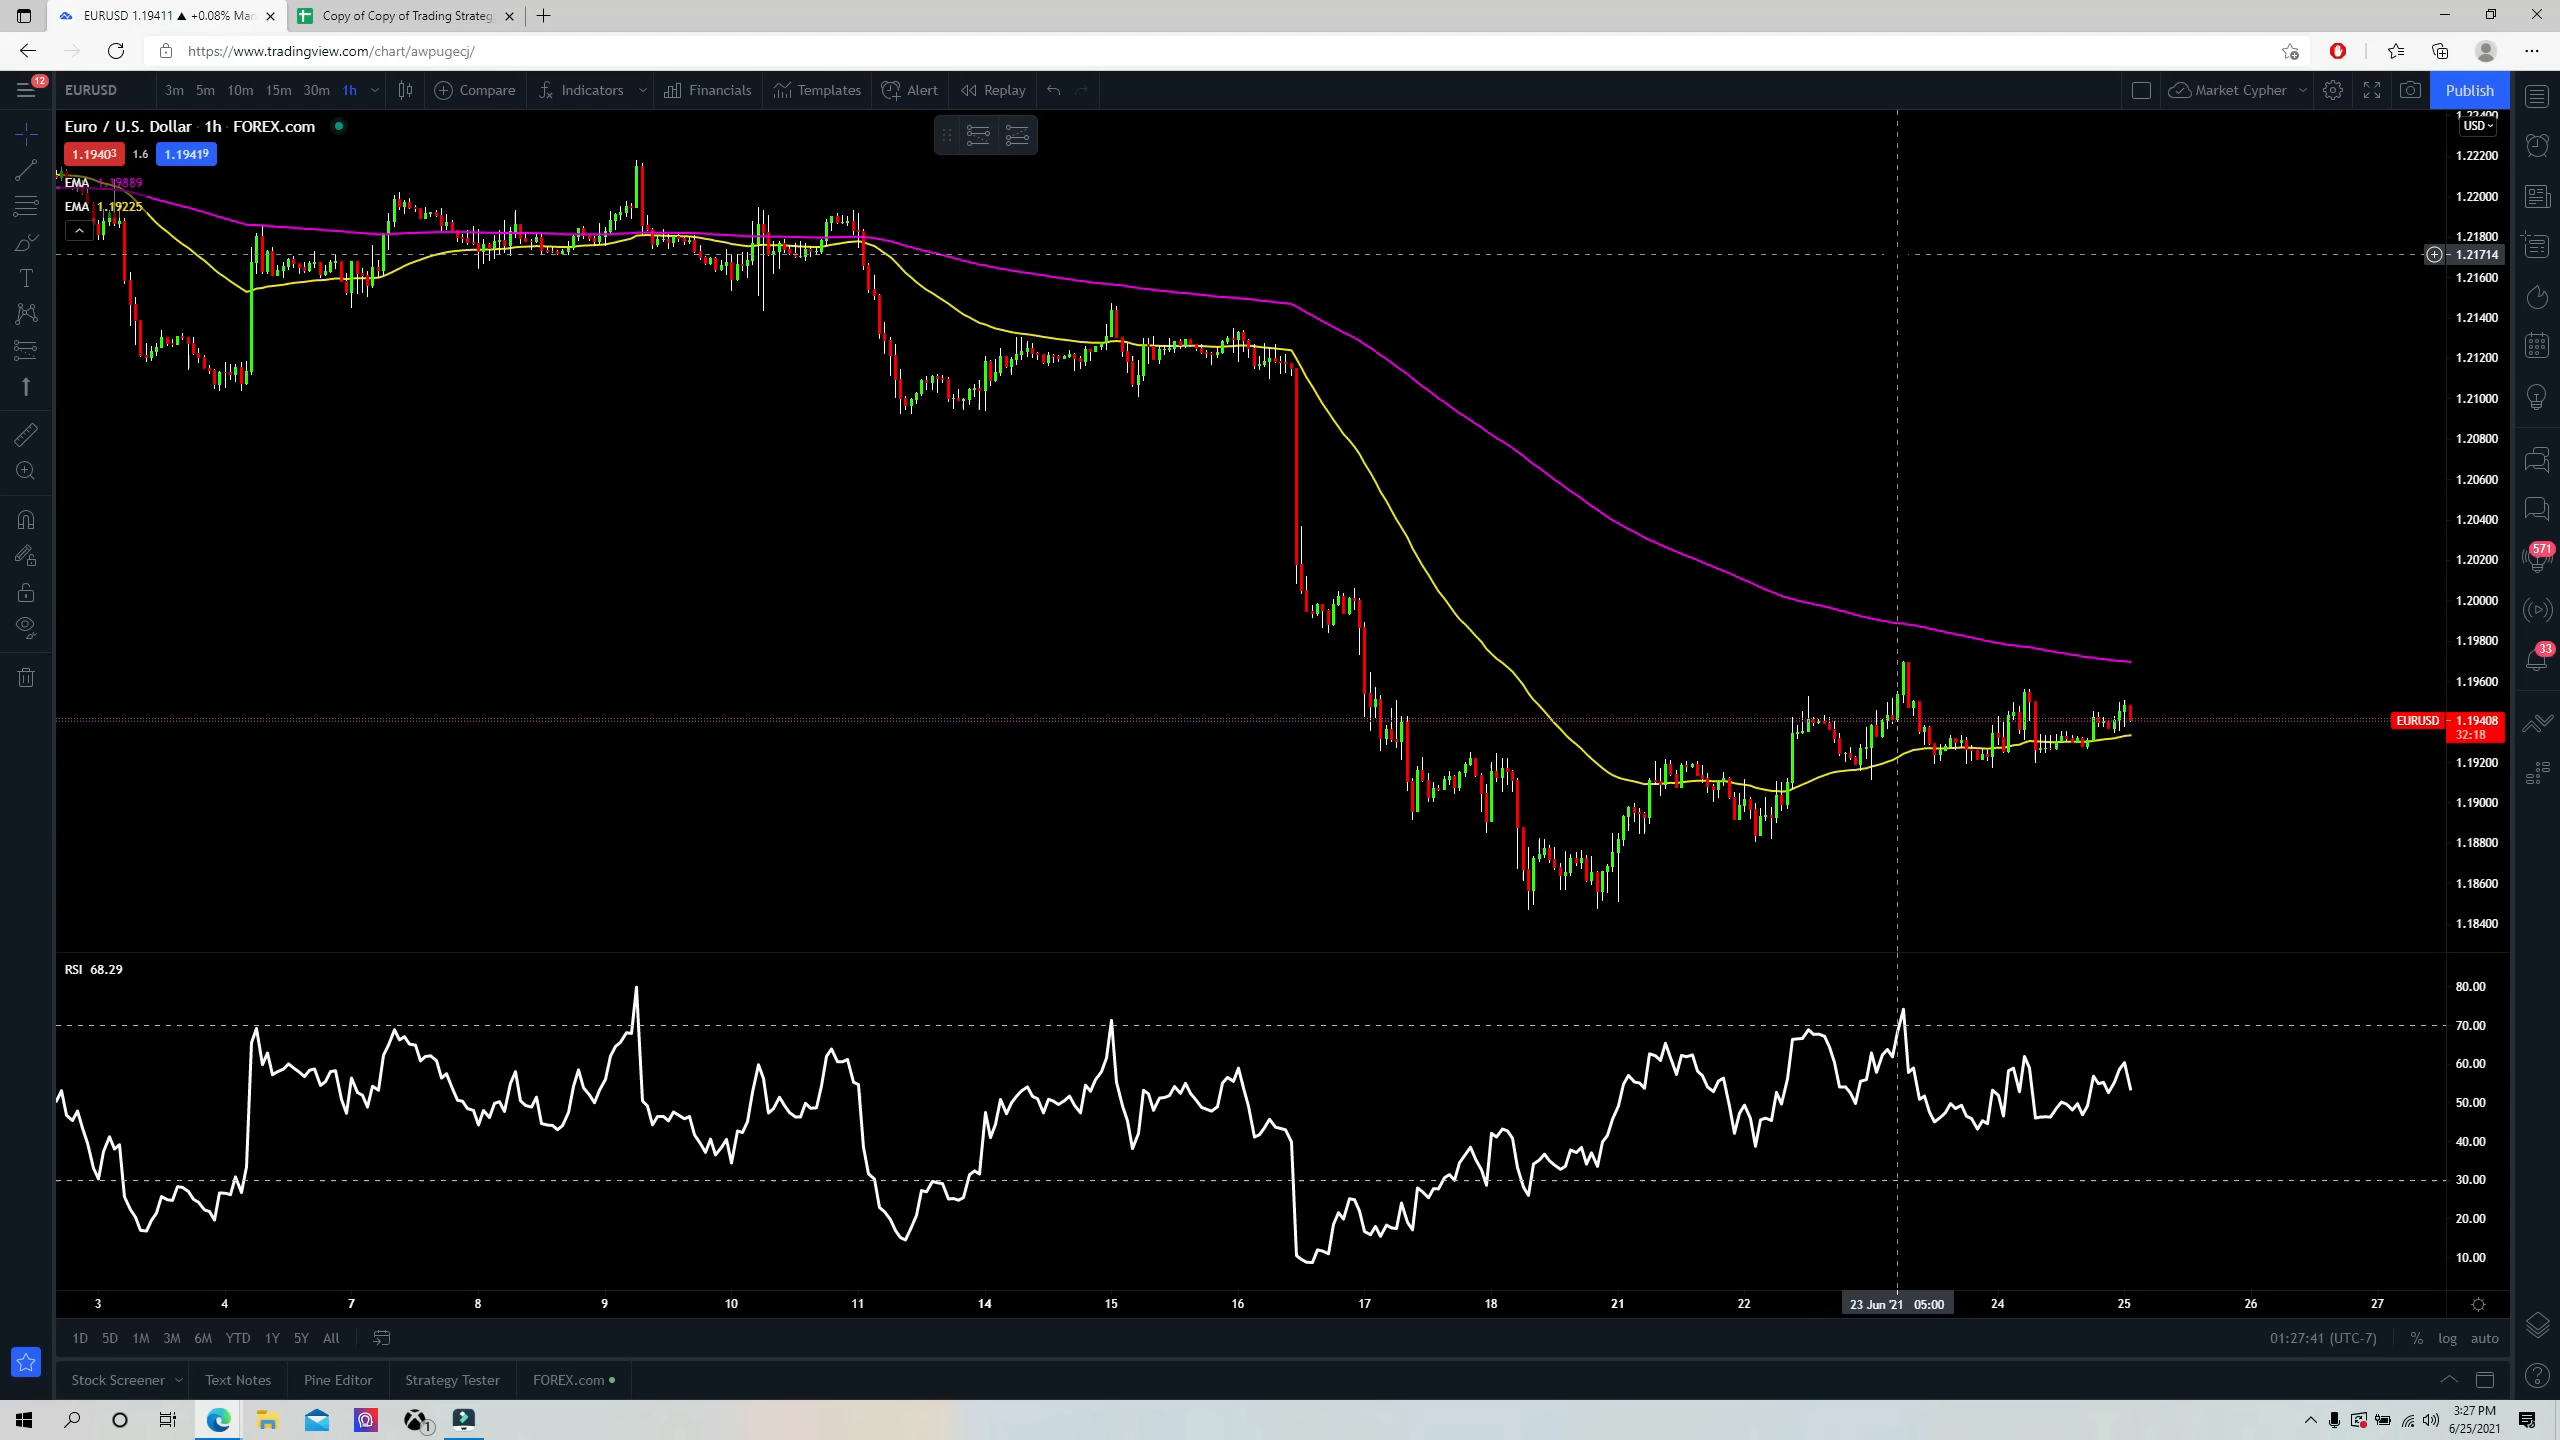 EURUSD 1.19411 ▲ +0.08% Mar
Copy of Copy of Trading Strateg
https://www.tradingview.com/chart/awpugecj/
12
EURUSD 3m 5m 10m 15m 30m 1h Compare Indicators Financials Templates Alert Replay Market Cypher Publish
Euro / U.S. Dollar · 1h · FOREX.com
1.19403 1.6 1.19419
EMA 1.19889
EMA 1.19225
1.22400
USD
1.22200
1.22000
1.21800
1.21714
1.21600
1.21400
1.21200
1.21000
1.20800
1.20600
1.20400
1.20200
1.20000
1.19800
1.19600
EURUSD 1.19408
32:18
1.19200
1.19000
1.18800
1.18600
1.18400
571
33
RSI 68.29
80.00
70.00
60.00
50.00
40.00
30.00
20.00
10.00
3 4 7 8 9 10 11 14 15 16 17 18 21 22 23 Jun '21 05:00 24 25 26 27
1D 5D 1M 3M 6M YTD 1Y 5Y All 01:27:41 (UTC-7) % log auto
Stock Screener Text Notes Pine Editor Strategy Tester FOREX.com
1
3:27 PM
6/25/2021